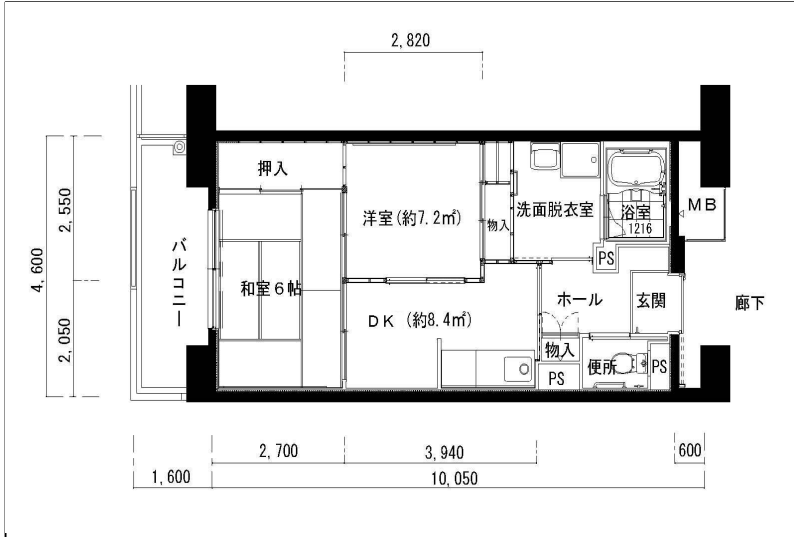 2,820
押入
洋室(約7.2㎡)
物入
洗面脱衣室
浴室
1216
MB
バルコニー
和室6帖
DK (約8.4㎡)
PS
ホール
玄関
廊下
物入
PS
便所
PS
2,550
4,600
2,050
2,700
3,940
600
1,600
10,050